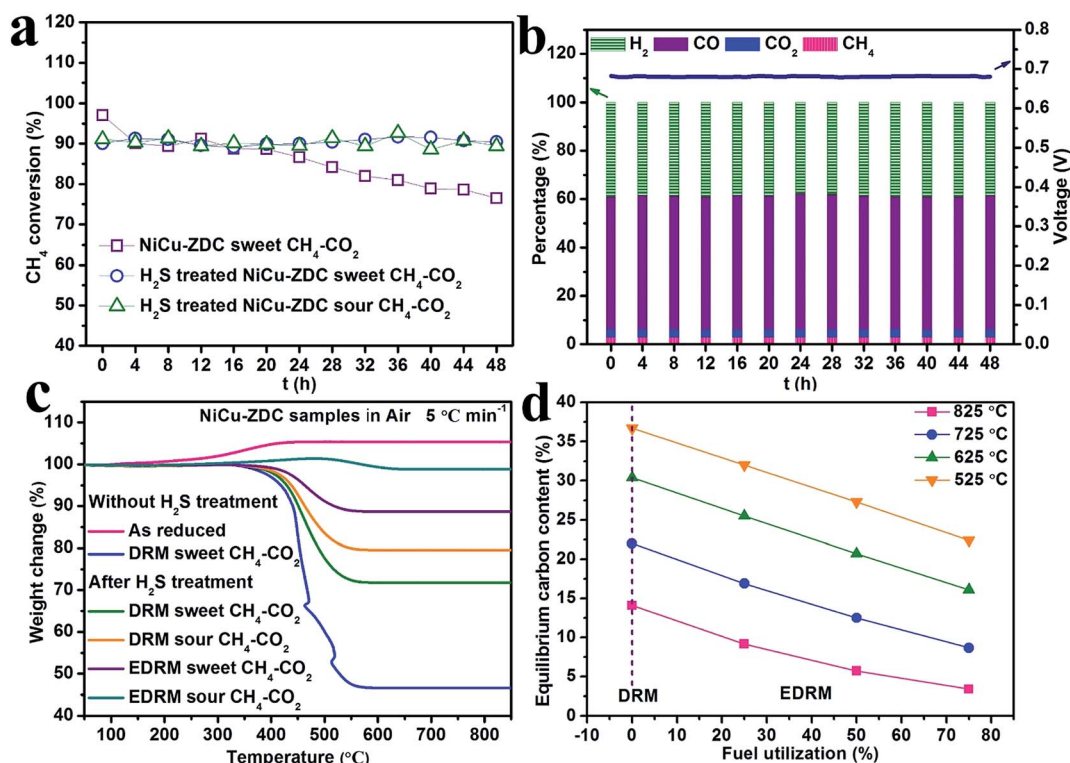 a
120
110
100
90
80
70
60
50
40
CH₄ conversion (%)
NiCu-ZDC sweet CH₄-CO₂
H₂S treated NiCu-ZDC sweet CH₄-CO₂
H₂S treated NiCu-ZDC sour CH₄-CO₂
0 4 8 12 16 20 24 28 32 36 40 44 48
t (h)
b
H₂ CO CO₂ CH₄
120
100
80
60
40
20
0
Percentage (%)
0.8
0.7
0.6
0.5
0.4
0.3
0.2
0.1
0.0
Voltage (V)
0 4 8 12 16 20 24 28 32 36 40 44 48
t (h)
c
NiCu-ZDC samples in Air 5 °C min⁻¹
110
100
90
80
70
60
50
40
Weight change (%)
Without H₂S treatment
As reduced
DRM sweet CH₄-CO₂
After H₂S treatment
DRM sweet CH₄-CO₂
DRM sour CH₄-CO₂
EDRM sweet CH₄-CO₂
EDRM sour CH₄-CO₂
100 200 300 400 500 600 700 800
Temperature (°C)
d
825 °C
725 °C
625 °C
525 °C
40
35
30
25
20
15
10
5
0
Equilibrium carbon content (%)
DRM EDRM
-10 0 10 20 30 40 50 60 70 80
Fuel utilization (%)